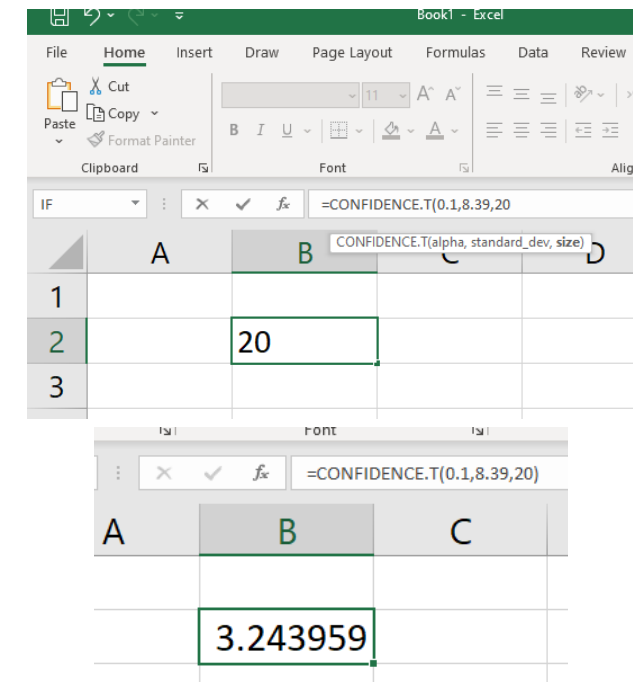 Book1 - Excel
File Home Insert Draw Page Layout Formulas Data Review
Cut
11 A^ A˅
Paste Copy
B I U A
Format Painter
Clipboard Font Alig
IF fx =CONFIDENCE.T(0.1,8.39,20
CONFIDENCE.T(alpha, standard_dev, size)
A B C D
1
2 20
3
Font
fx =CONFIDENCE.T(0.1,8.39,20)
A B C
3.243959